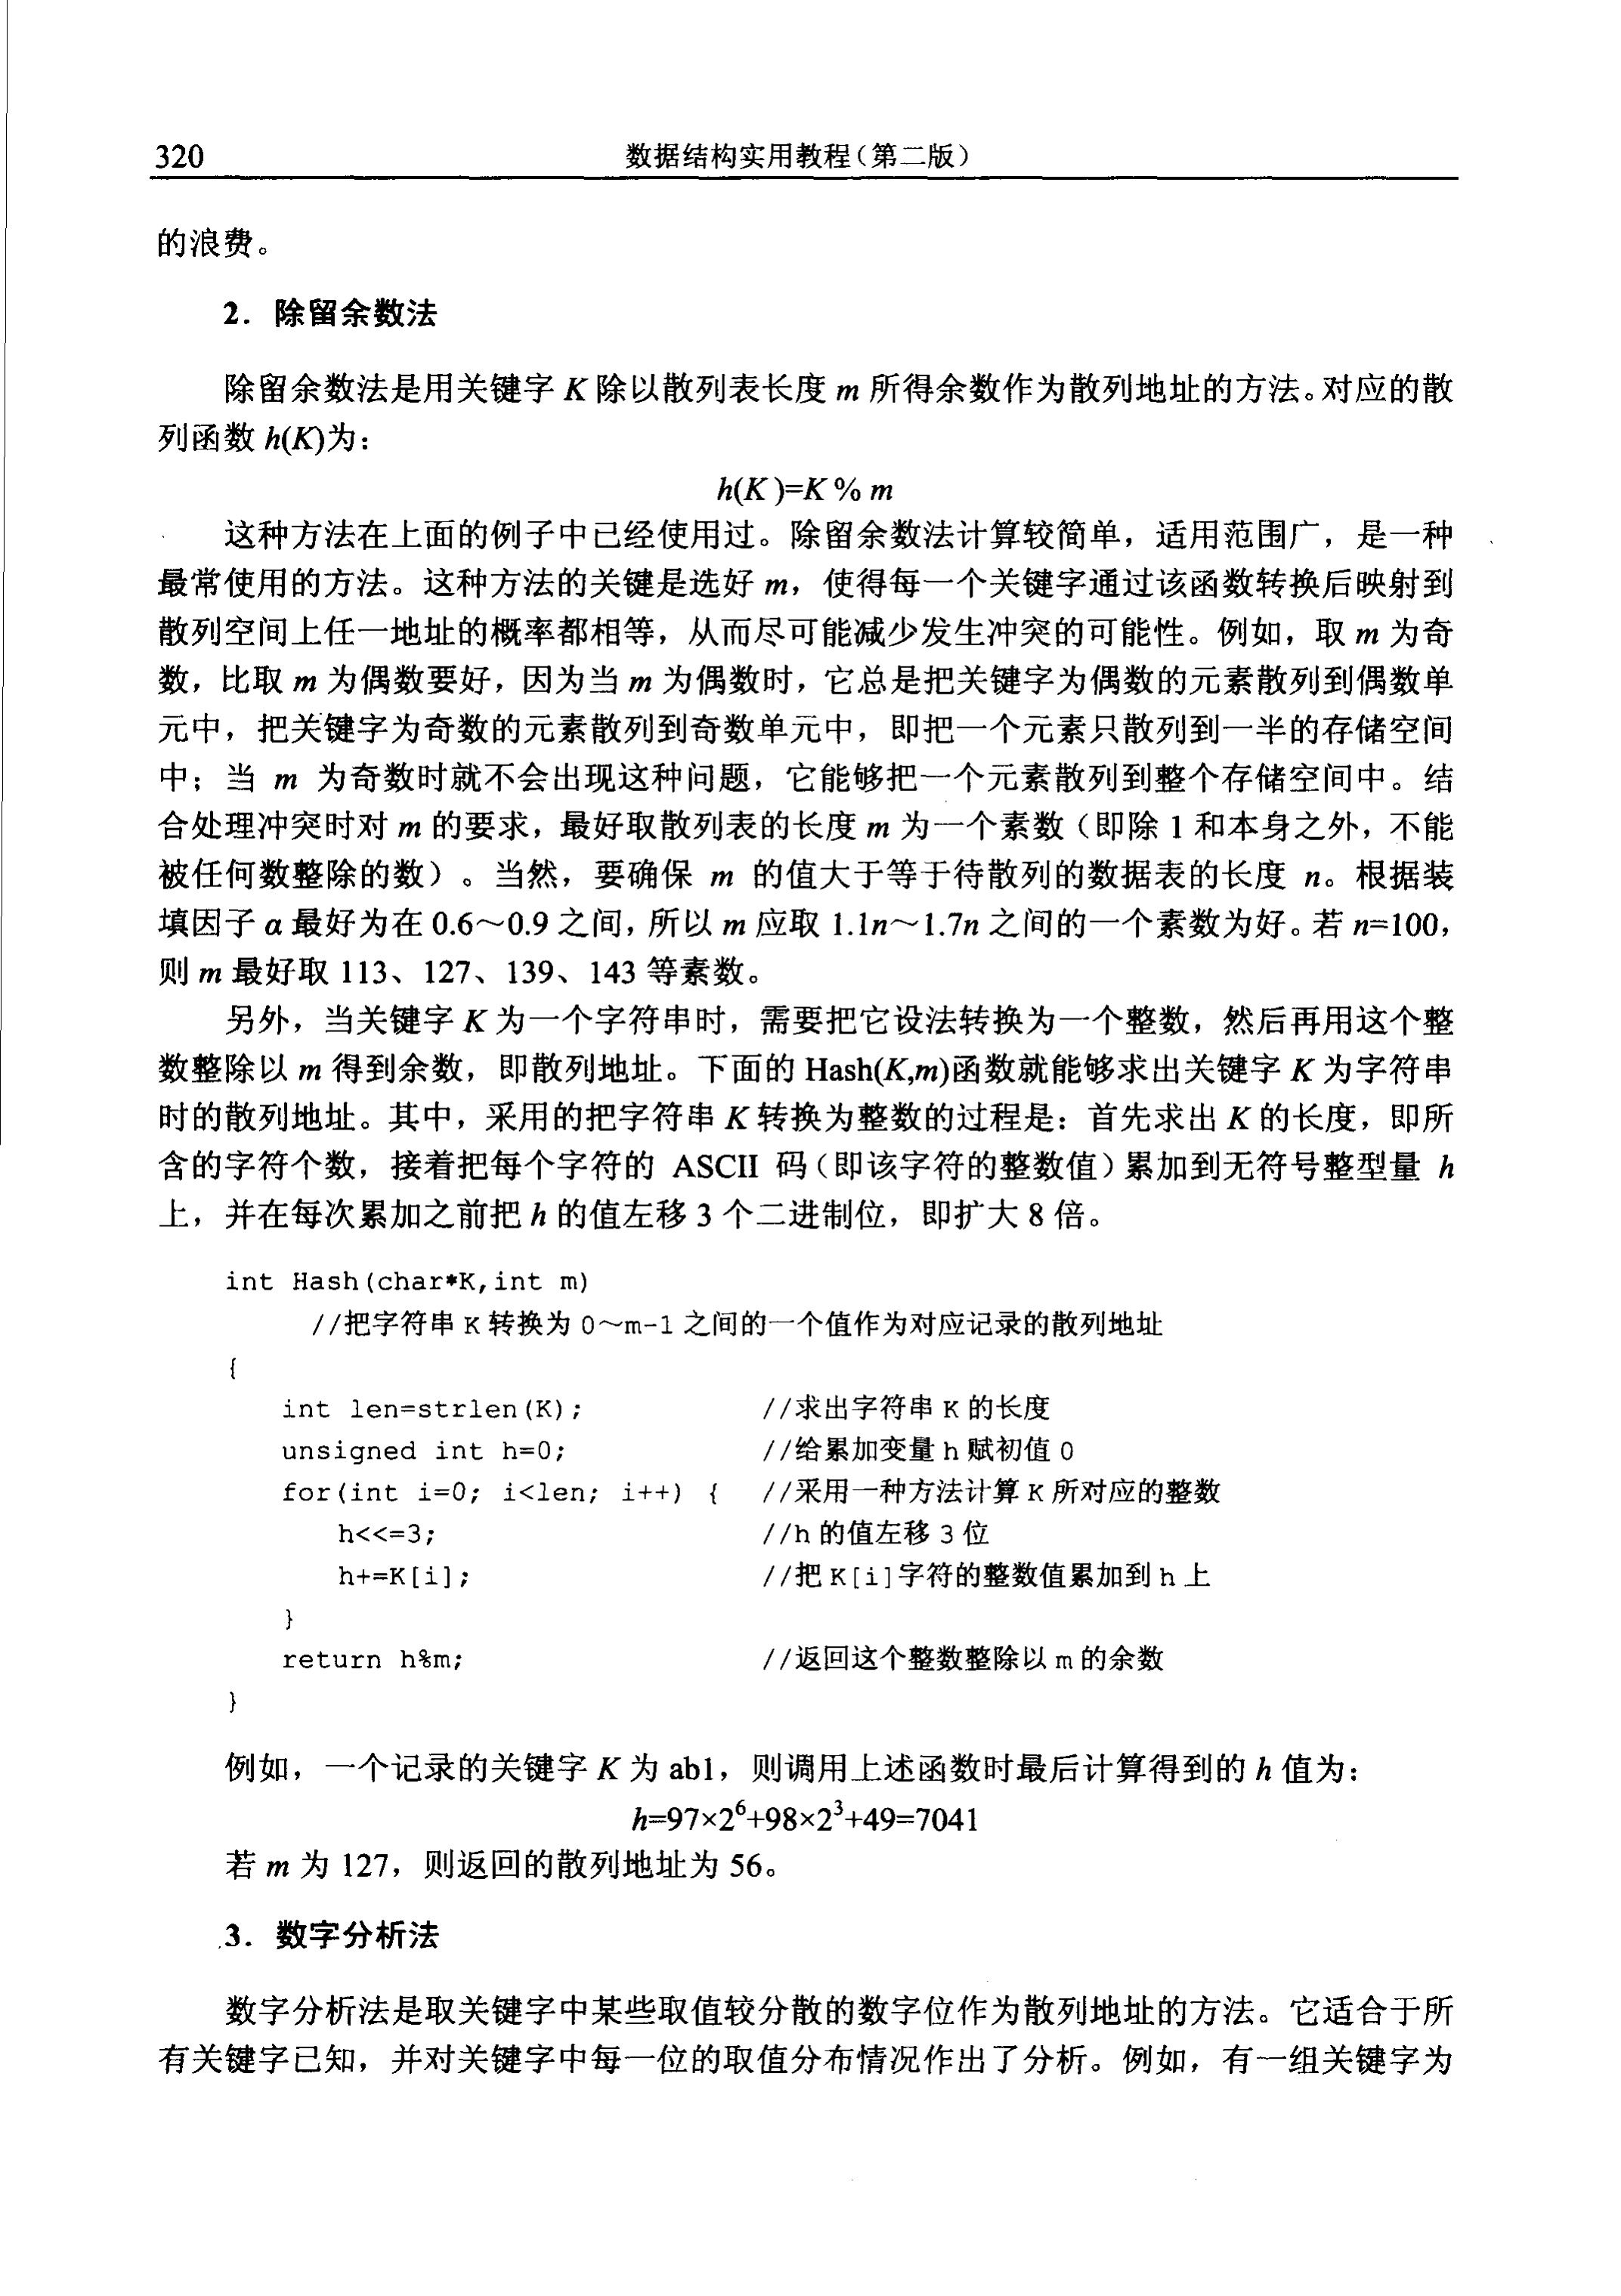 320 数据结构实用教程(第二版)
的浪费。
2. 除留余数法
除留余数法是用关键字 K 除以散列表长度 m 所得余数作为散列地址的方法。对应的散
列函数 h(K)为:
h(K)=K % m
这种方法在上面的例子中已经使用过。除留余数法计算较简单，适用范围广，是一种
最常使用的方法。这种方法的关键是选好 m，使得每一个关键字通过该函数转换后映射到
散列空间上任一地址的概率都相等，从而尽可能减少发生冲突的可能性。例如，取 m 为奇
数，比取 m 为偶数要好，因为当 m 为偶数时，它总是把关键字为偶数的元素散列到偶数单
元中，把关键字为奇数的元素散列到奇数单元中，即把一个元素只散列到一半的存储空间
中；当 m 为奇数时就不会出现这种问题，它能够把一个元素散列到整个存储空间中。结
合处理冲突时对 m 的要求，最好取散列表的长度 m 为一个素数（即除 1 和本身之外，不能
被任何数整除的数）。当然，要确保 m 的值大于等于待散列的数据表的长度 n。根据装
填因子 α 最好为在 0.6～0.9 之间，所以 m 应取 1.1n～1.7n 之间的一个素数为好。若 n=100，
则 m 最好取 113、127、139、143 等素数。
另外，当关键字 K 为一个字符串时，需要把它设法转换为一个整数，然后再用这个整
数整除以 m 得到余数，即散列地址。下面的 Hash(K,m)函数就能够求出关键字 K 为字符串
时的散列地址。其中，采用的把字符串 K 转换为整数的过程是：首先求出 K 的长度，即所
含的字符个数，接着把每个字符的 ASCII 码（即该字符的整数值）累加到无符号整型量 h
上，并在每次累加之前把 h 的值左移 3 个二进制位，即扩大 8 倍。
int Hash(char*K,int m)
//把字符串 K 转换为 0～m-1 之间的一个值作为对应记录的散列地址
{
int len=strlen(K); //求出字符串 K 的长度
unsigned int h=0; //给累加变量 h 赋初值 0
for(int i=0; i<len; i++) { //采用一种方法计算 K 所对应的整数
h<<=3; //h 的值左移 3 位
h+=K[i]; //把 K[i]字符的整数值累加到 h 上
}
return h%m; //返回这个整数整除以 m 的余数
}
例如，一个记录的关键字 K 为 ab1，则调用上述函数时最后计算得到的 h 值为：
h=97×2⁶+98×2³+49=7041
若 m 为 127，则返回的散列地址为 56。
3. 数字分析法
数字分析法是取关键字中某些取值较分散的数字位作为散列地址的方法。它适合于所
有关键字已知，并对关键字中每一位的取值分布情况作出了分析。例如，有一组关键字为